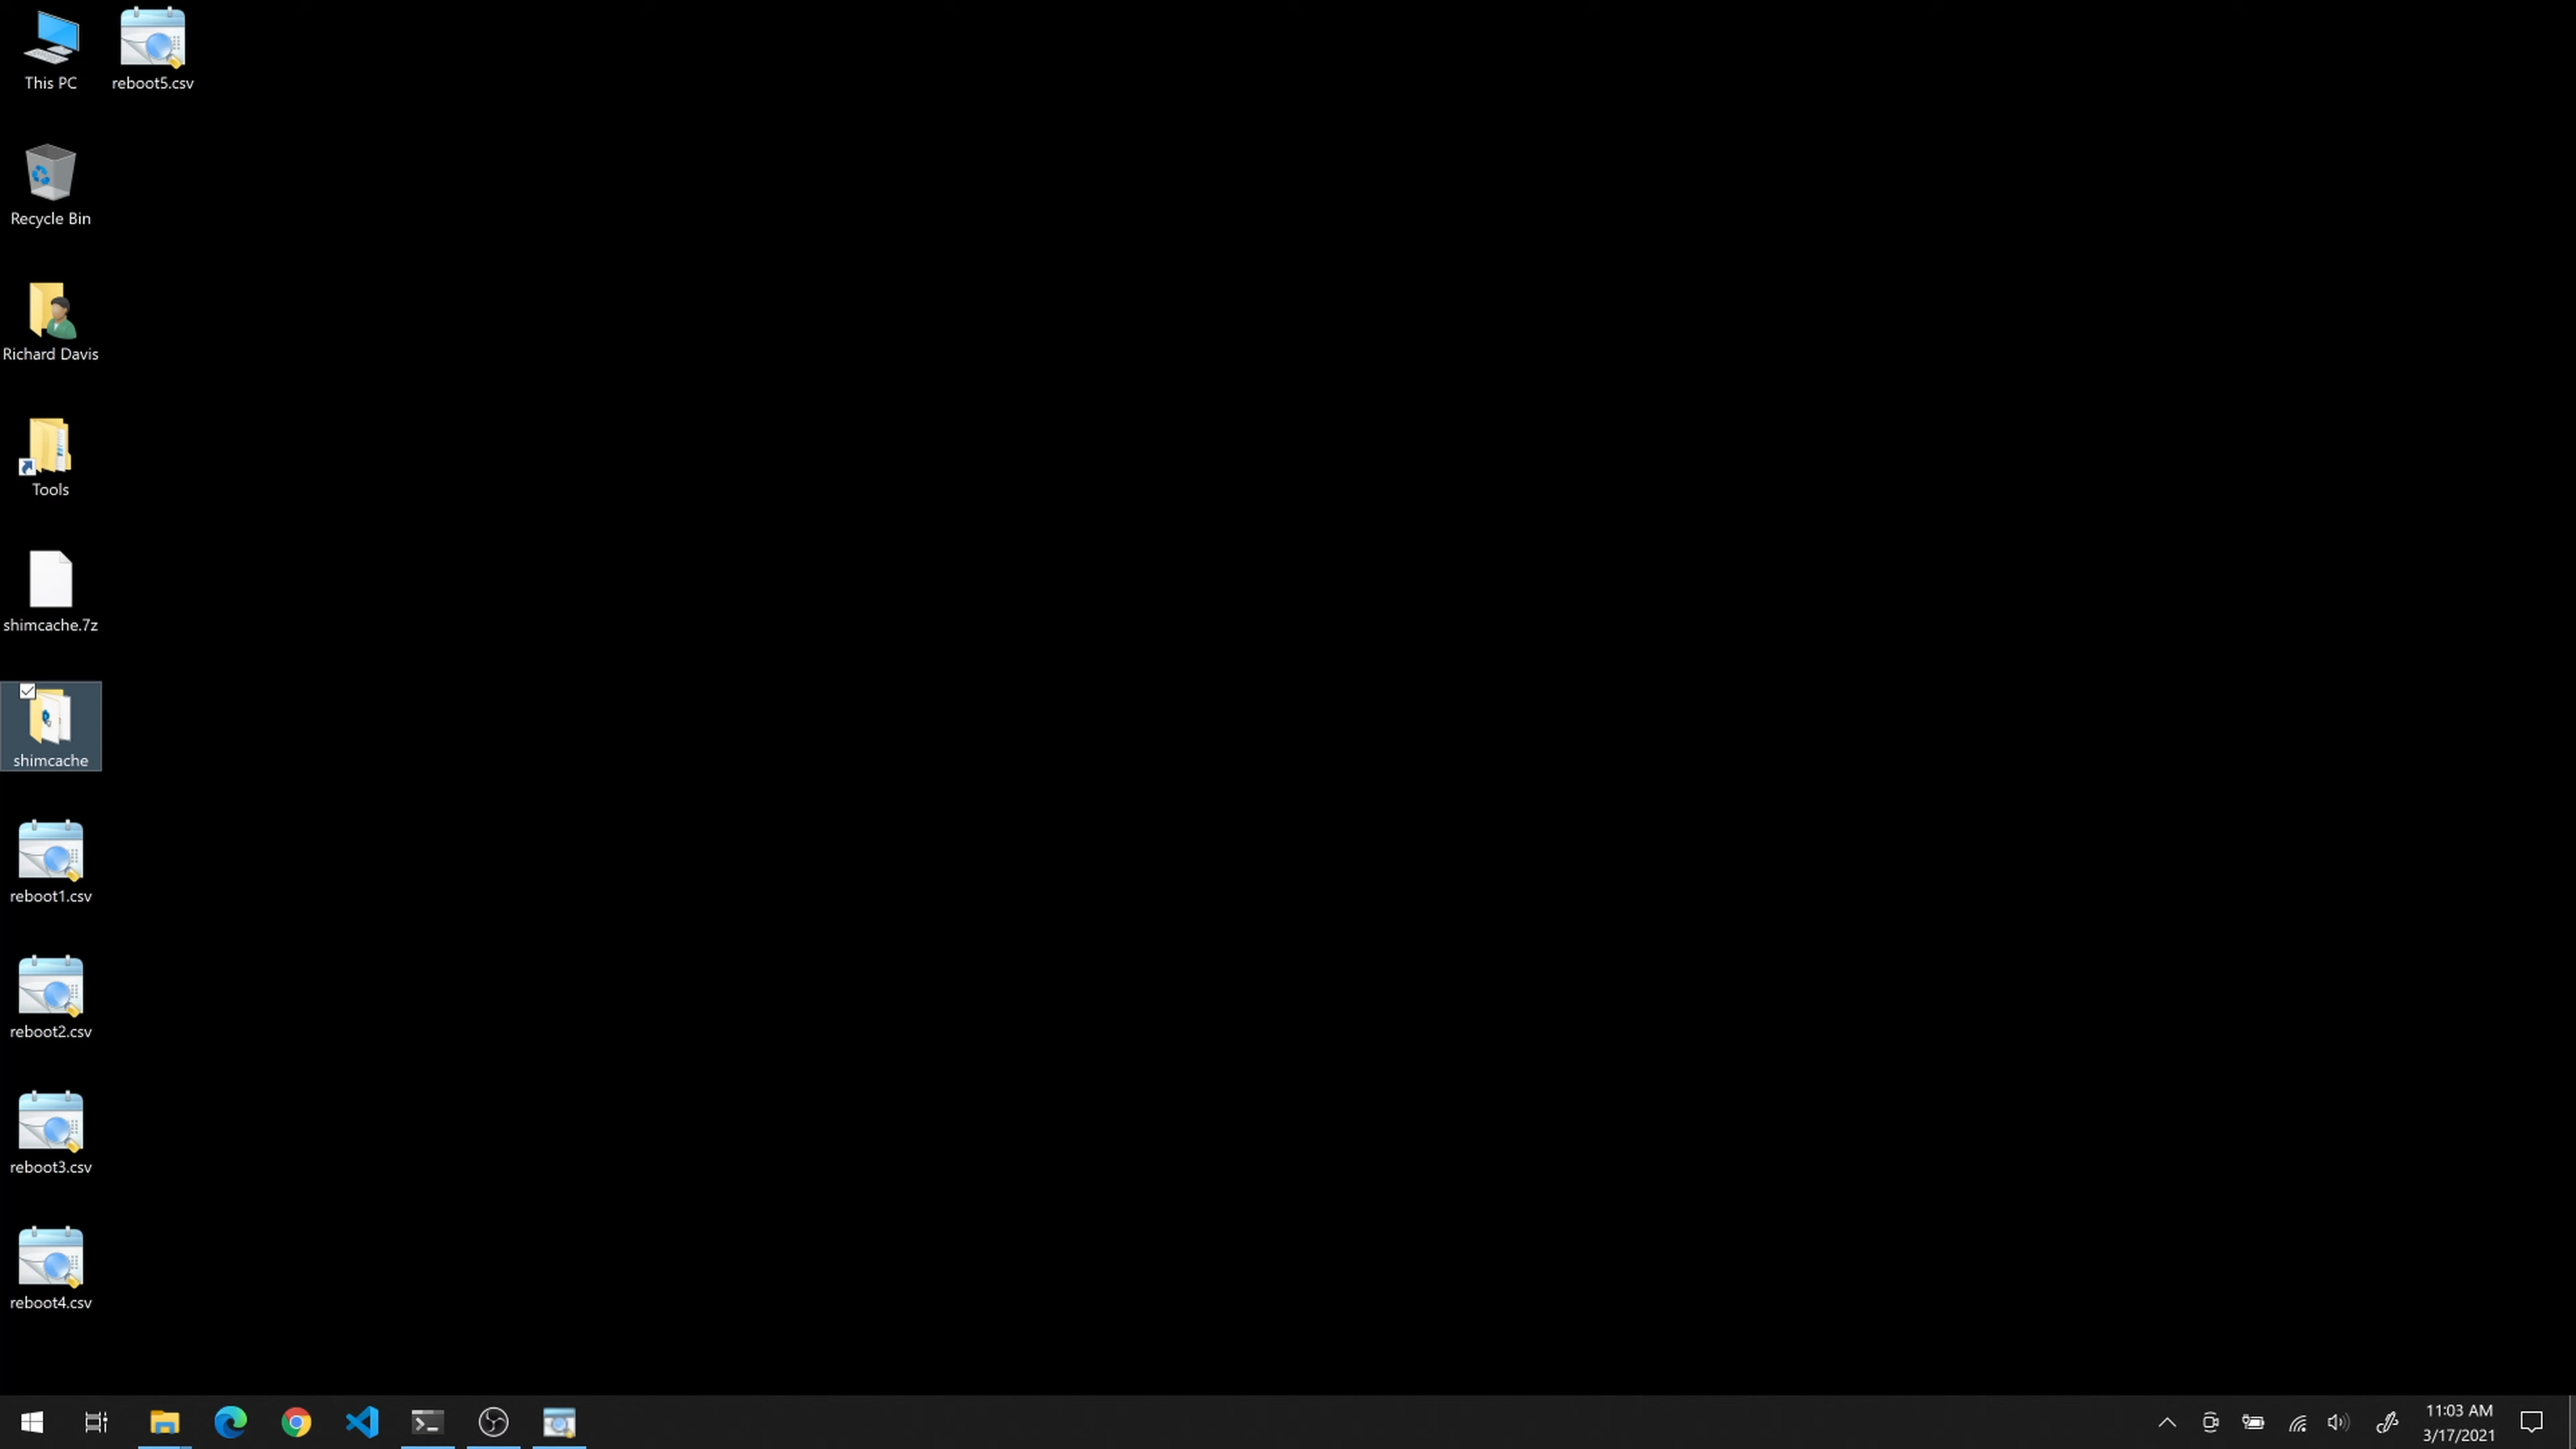 This PC
reboot5.csv
Recycle Bin
Richard Davis
Tools
shimcache.7z
shimcache
reboot1.csv
reboot2.csv
reboot3.csv
reboot4.csv
11:03 AM
3/17/2021